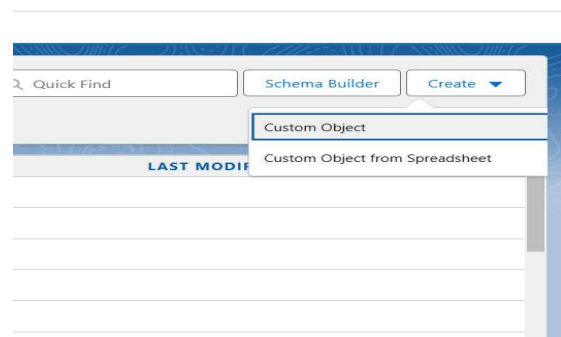 Quick Find
Schema Builder
Create
Custom Object
Custom Object from Spreadsheet
LAST MODIF